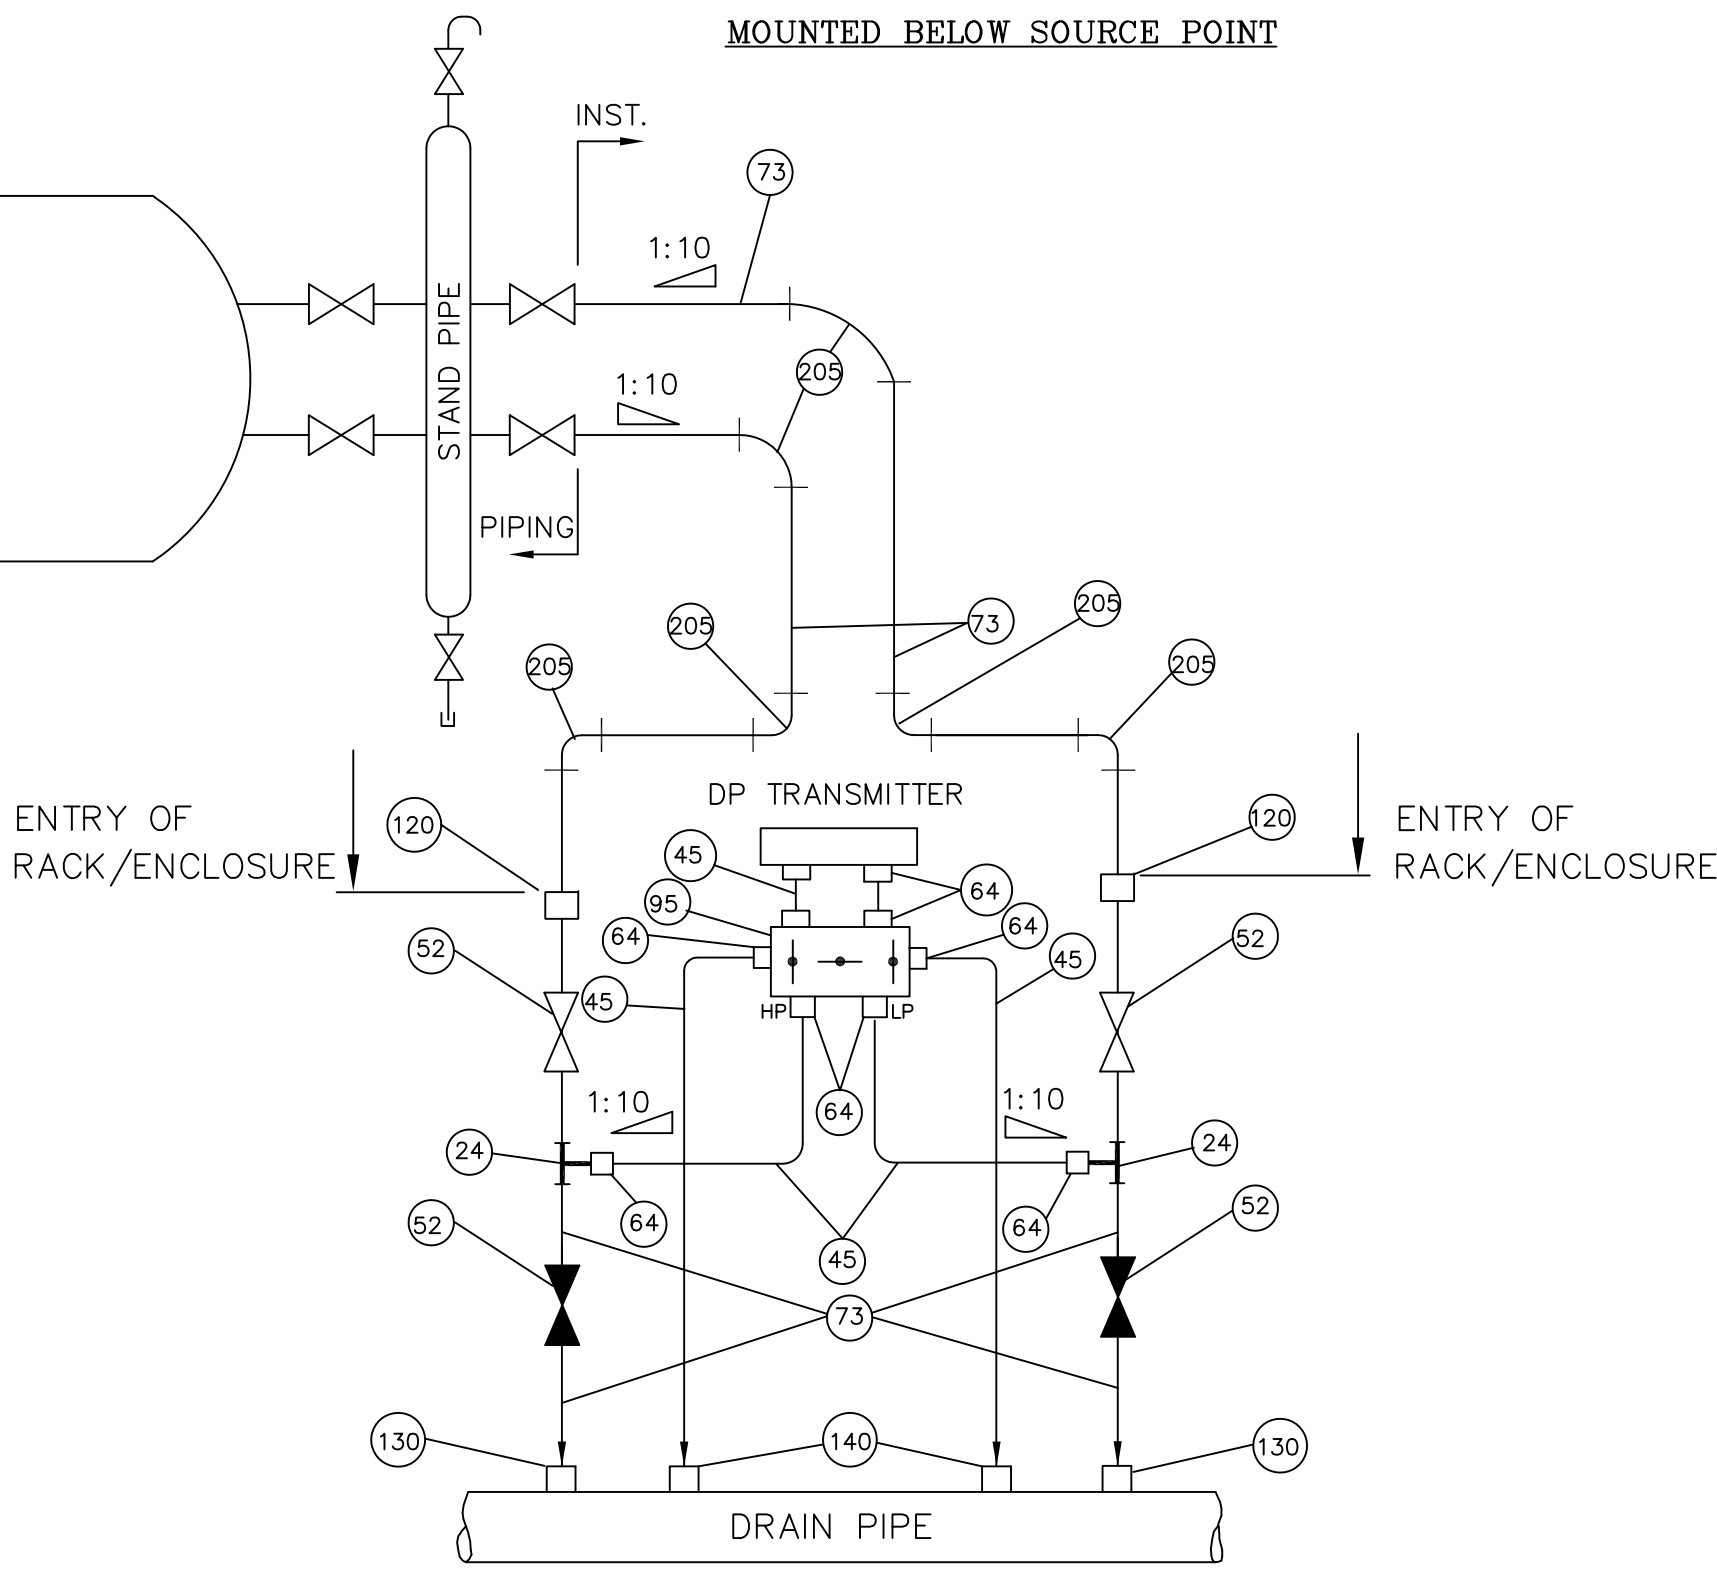 MOUNTED BELOW SOURCE POINT
INST.
73
1:10
STAND PIPE
205
1:10
PIPING
205
73
205
205
205
DP TRANSMITTER
ENTRY OF
RACK/ENCLOSURE
120
120
ENTRY OF
RACK/ENCLOSURE
45
64
95
64
64
52
52
45
45
HP
LP
64
1:10
1:10
24
24
64
64
52
52
45
73
130
140
130
DRAIN PIPE